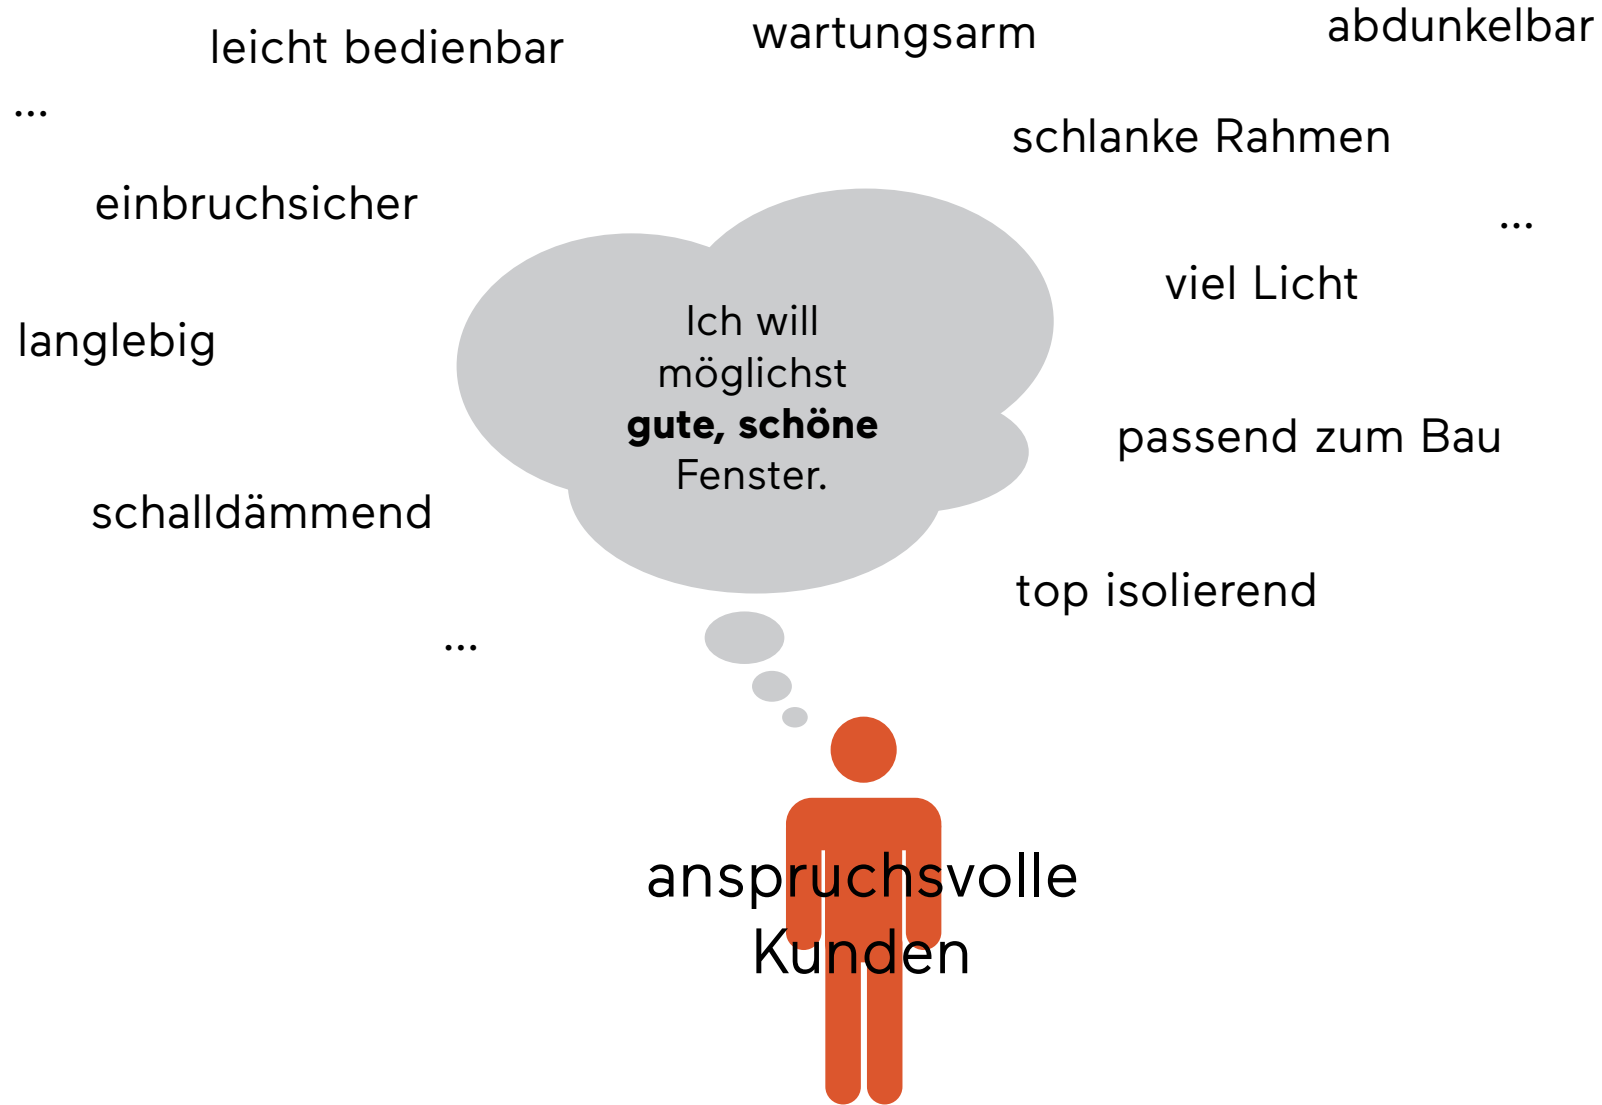 leicht bedienbar
wartungsarm
abdunkelbar
...
schlanke Rahmen
einbruchsicher
...
viel Licht
langlebig
Ich will
möglichst
gute, schöne
Fenster.
passend zum Bau
schalldämmend
top isolierend
...
anspruchsvolle
Kunden